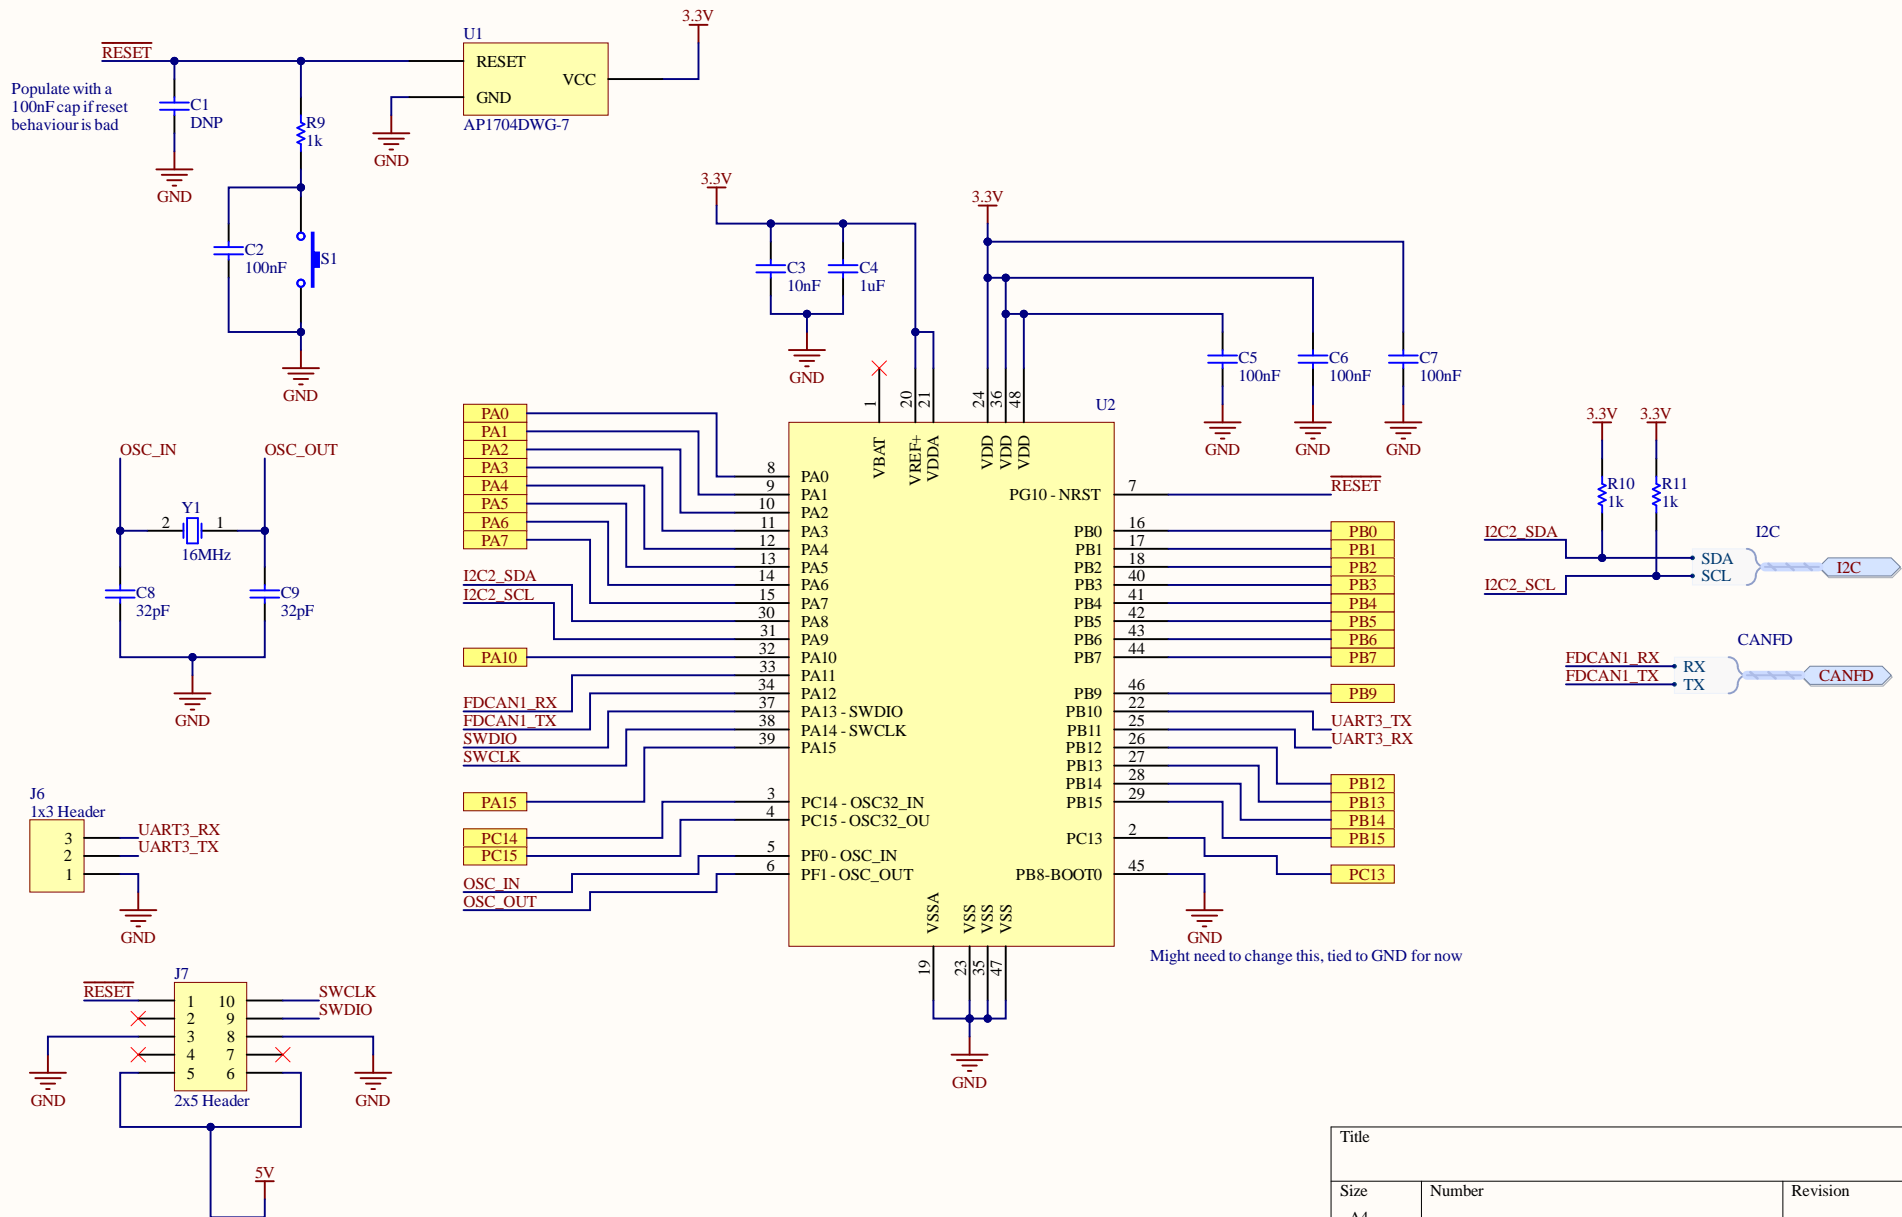 RESET
Populate with a
100nF cap if reset
behaviour is bad
C1
DNP
GND
R9
1k
C2
100nF
S1
GND
U1
RESET
VCC
GND
AP1704DWG-7
GND
3.3V
3.3V
C3
10nF
C4
1uF
GND
3.3V
C5
100nF
GND
C6
100nF
GND
C7
100nF
GND
OSC_IN
OSC_OUT
Y1
2
1
16MHz
C8
32pF
C9
32pF
GND
U2
1
20
21
24
36
48
VBAT
VREF+
VDDA
VDD
VDD
VDD
PA0
PA1
PA2
PA3
PA4
PA5
PA6
PA7
I2C2_SDA
I2C2_SCL
PA10
FDCAN1_RX
FDCAN1_TX
SWDIO
SWCLK
PA15
PC14
PC15
OSC_IN
OSC_OUT
8 PA0
9 PA1
10 PA2
11 PA3
12 PA4
13 PA5
14 PA6
15 PA7
30 PA8
31 PA9
32 PA10
33 PA11
34 PA12
37 PA13 - SWDIO
38 PA14 - SWCLK
39 PA15
3 PC14 - OSC32_IN
4 PC15 - OSC32_OU
5 PF0 - OSC_IN
6 PF1 - OSC_OUT
PG10 - NRST 7
PB0 16
PB1 17
PB2 18
PB3 40
PB4 41
PB5 42
PB6 43
PB7 44
PB9 46
PB10 22
PB11 25
PB12 26
PB13 27
PB14 28
PB15 29
PC13 2
PB8-BOOT0 45
RESET
PB0
PB1
PB2
PB3
PB4
PB5
PB6
PB7
PB9
UART3_TX
UART3_RX
PB12
PB13
PB14
PB15
PC13
GND
Might need to change this, tied to GND for now
VSSA
VSS
VSS
VSS
19
23
35
47
GND
3.3V
3.3V
R10
1k
R11
1k
I2C2_SDA
I2C2_SCL
I2C
SDA
SCL
I2C
CANFD
FDCAN1_RX
FDCAN1_TX
RX
TX
CANFD
J6
1x3 Header
3
2
1
UART3_RX
UART3_TX
GND
J7
RESET
1 10
2 9
3 8
4 7
5 6
SWCLK
SWDIO
GND
GND
2x5 Header
5V
Title
Size
Number
Revision
A4